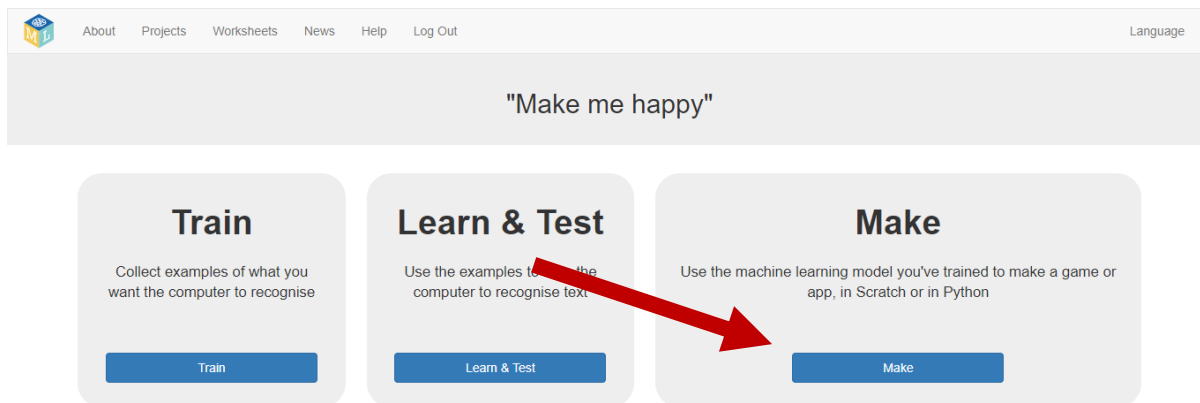 About Projects Worksheets News Help Log Out Language
"Make me happy"
Train
Collect examples of what you
want the computer to recognise
Train
Learn & Test
Use the examples to the
computer to recognise text
Learn & Test
Make
Use the machine learning model you've trained to make a game or
app, in Scratch or in Python
Make